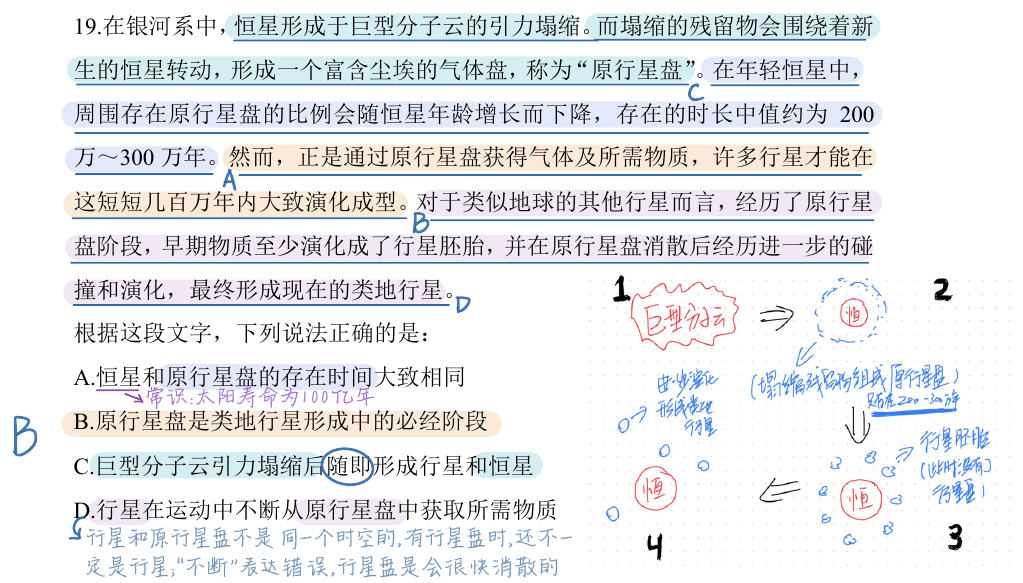 19.在银河系中，恒星形成于巨型分子云的引力塌缩。而塌缩的残留物会围绕着新
生的恒星转动，形成一个富含尘埃的气体盘，称为“原行星盘”。在年轻恒星中，
C
周围存在原行星盘的比例会随恒星年龄增长而下降，存在的时长中值约为 200
万～300 万年。然而，正是通过原行星盘获得气体及所需物质，许多行星才能在
A
这短短几百万年内大致演化成型。对于类似地球的其他行星而言，经历了原行星
B
盘阶段，早期物质至少演化成了行星胚胎，并在原行星盘消散后经历进一步的碰
撞和演化，最终形成现在的类地行星。
D
根据这段文字，下列说法正确的是：
A.恒星和原行星盘的存在时间大致相同
常识:太阳寿命为100亿年
B
B.原行星盘是类地行星形成中的必经阶段
C.巨型分子云引力塌缩后随即形成行星和恒星
D.行星在运动中不断从原行星盘中获取所需物质
行星和原行星盘不是同一个时空的,有行星盘时,还不一
定是行星;“不断”表达错误,行星盘是会很快消散的
1
巨型分子云
2
恒
(塌缩残留物组成原行星盘)
只存在200-300万年
行星胚胎
(此时没有
行星盘)
恒
3
进一步演化
形成类地
行星
恒
4